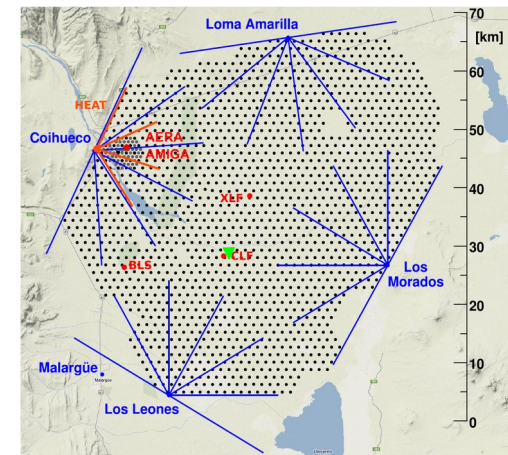 Loma Amarilla
70
[km]
60
HEAT
AERA
50
Coihueco
AMIGA
XLF
40
30
CLF
BLS
Los
Morados
20
Malargüe
10
Malargüe
Los Leones
0